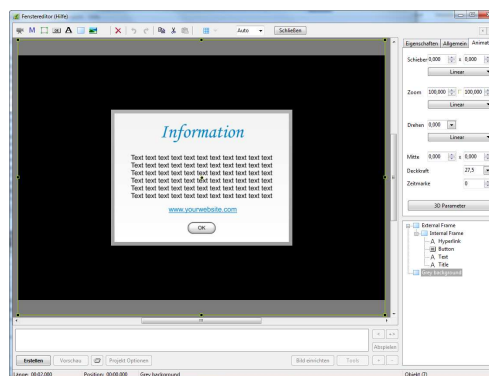 Fenstereditor (Hilfe)
M
A
Auto
Schließen
Eigenschaften Allgemein Animat
Schieber 0,000 x 0,000
Linear
Zoom 100,000 100,000
Linear
Drehen 0,000
Linear
Mitte 0,000 x 0,000
Deckkraft 27,5
Zeitmarke 0
3D Parameter
External Frame
Internal Frame
A Hyperlink
Button
A Text
A Title
Grey background
Information
Text text text text text text text text text text text
Text text text text text text text text text text text
Text text text text text text text text text text text
Text text text text text text text text text text text
Text text text text text text text text text text text
Text text text text text text text text text text text
www.yourwebsite.com
OK
Abspielen
Erstellen Vorschau Projekt Optionen Bild einrichten Tools
Länge: 00:07.000 Position: 00:00.000 Grey background Objekt (7)